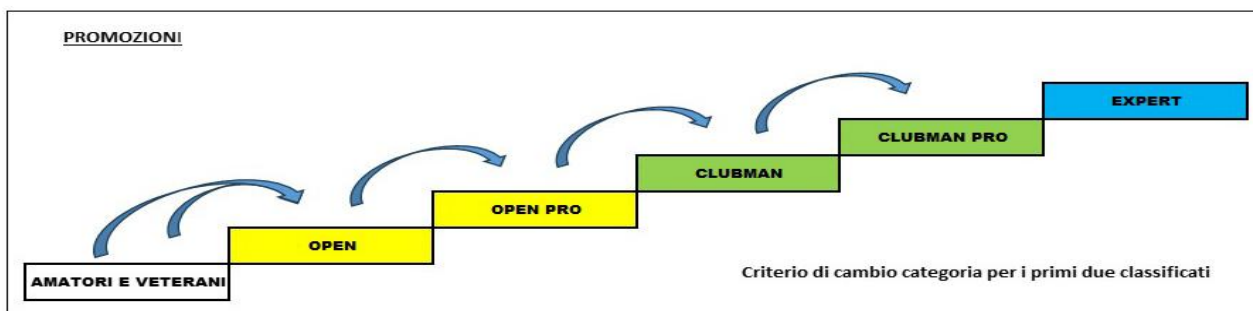 PROMOZIONI
EXPERT
CLUBMAN PRO
CLUBMAN
OPEN PRO
OPEN
AMATORI E VETERANI
Criterio di cambio categoria per i primi due classificati